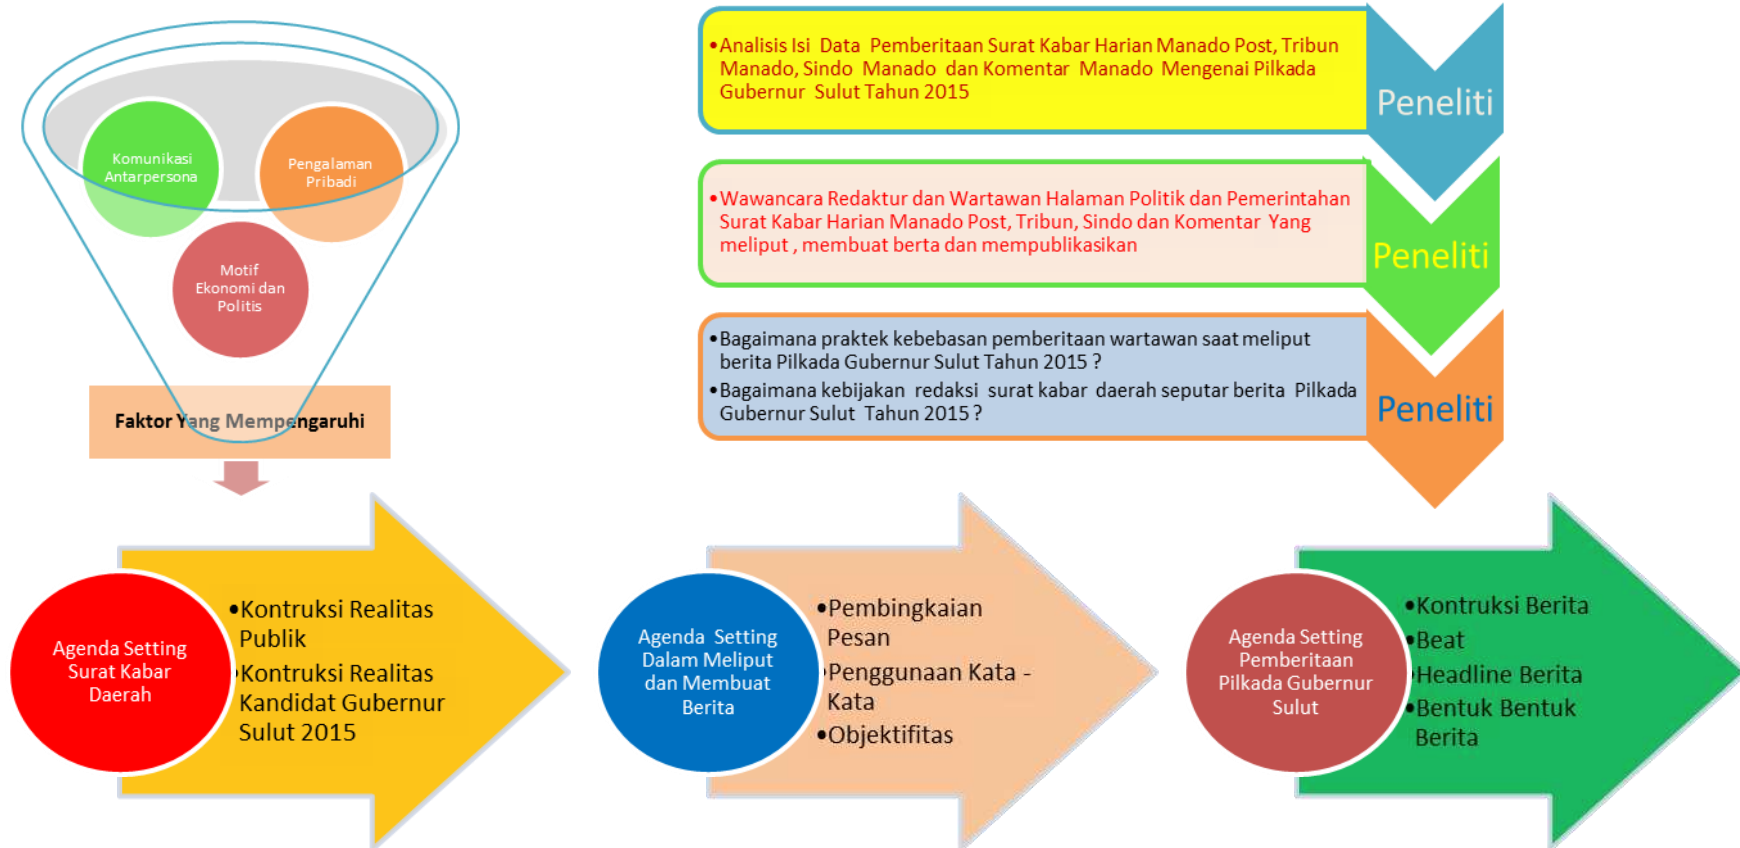 Komunikasi
Antarpersona
Pengalaman
Pribadi
Motif
Ekonomi dan
Politis
Faktor Yang Mempengaruhi
•Analisis Isi Data Pemberitaan Surat Kabar Harian Manado Post, Tribun
Manado, Sindo Manado dan Komentar Manado Mengenai Pilkada
Gubernur Sulut Tahun 2015
Peneliti
•Wawancara Redaktur dan Wartawan Halaman Politik dan Pemerintahan
Surat Kabar Harian Manado Post, Tribun, Sindo dan Komentar Yang
meliput , membuat berta dan mempublikasikan
Peneliti
•Bagaimana praktek kebebasan pemberitaan wartawan saat meliput
berita Pilkada Gubernur Sulut Tahun 2015 ?
•Bagaimana kebijakan redaksi surat kabar daerah seputar berita Pilkada
Gubernur Sulut Tahun 2015 ?
Peneliti
Agenda Setting
Surat Kabar
Daerah
•Kontruksi Realitas
Publik
•Kontruksi Realitas
Kandidat Gubernur
Sulut 2015
Agenda Setting
Dalam Meliput
dan Membuat
Berita
•Pembingkaian
Pesan
•Penggunaan Kata -
Kata
•Objektifitas
Agenda Setting
Pemberitaan
Pilkada Gubernur
Sulut
•Kontruksi Berita
•Beat
•Headline Berita
•Bentuk Bentuk
Berita